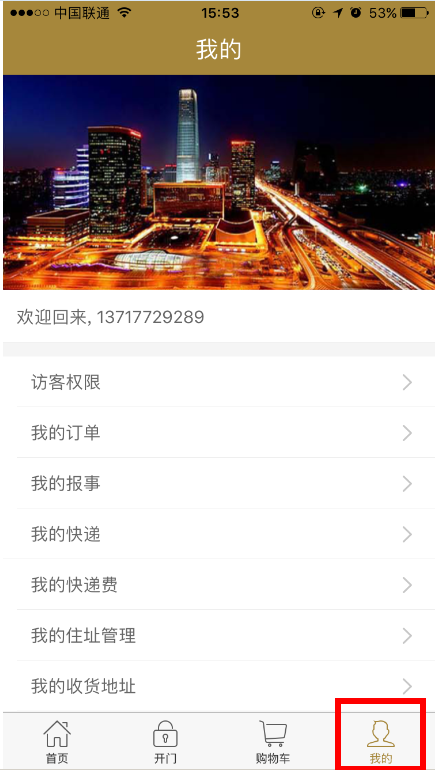 中国联通 15:53 53%
我的
欢迎回来, 13717729289
访客权限
我的订单
我的报事
我的快递
我的快递费
我的住址管理
我的收货地址
首页 开门 购物车 我的